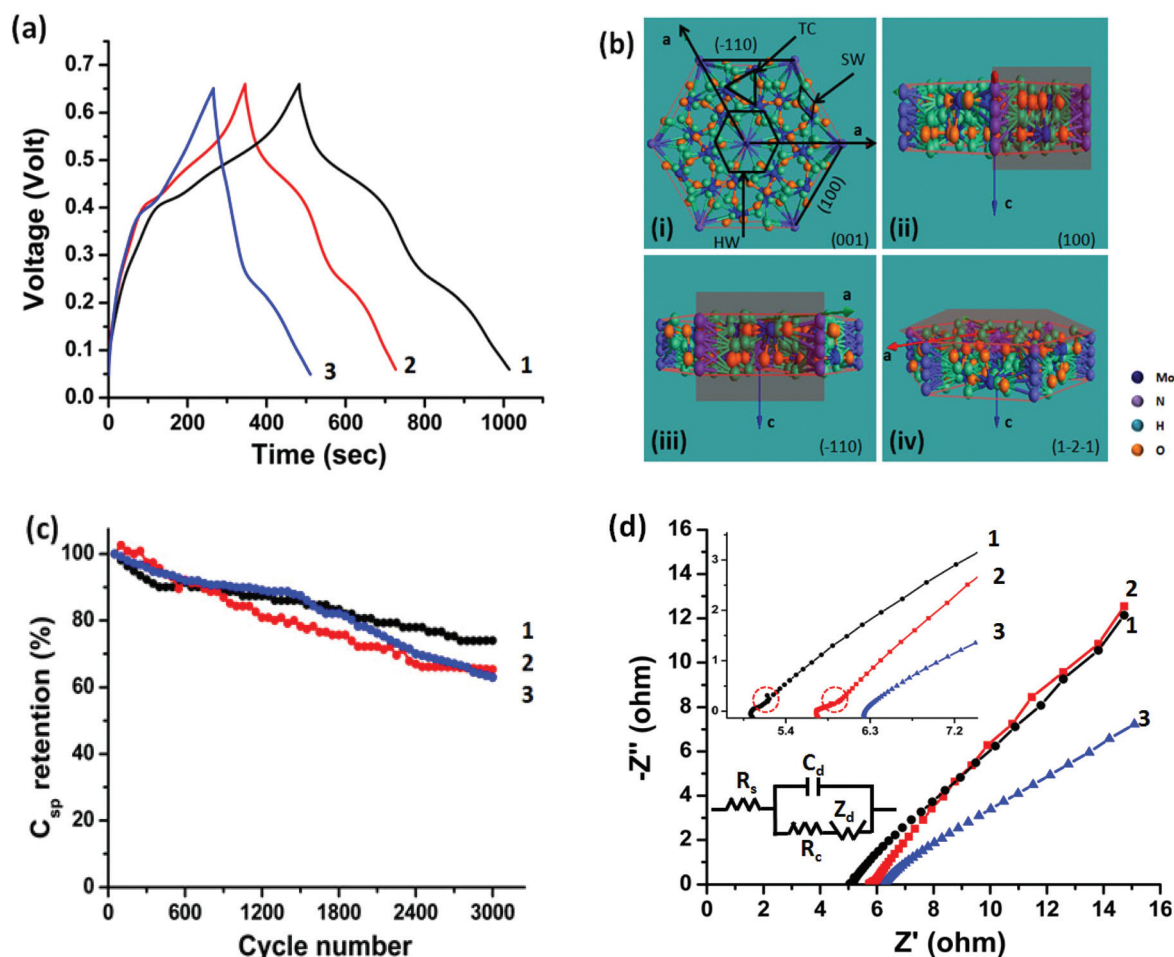 (a)
Voltage (Volt)
0.7
0.6
0.5
0.4
0.3
0.2
0.1
0.0
0 200 400 600 800 1000
Time (sec)
3 2 1
(b)
a
(-110)
TC
SW
a
(100)
HW
(i)
(001)
c
(ii)
(100)
a
c
(iii)
(-110)
a
c
(iv)
(1-2-1)
Mo
N
H
O
(c)
Csp retention (%)
100
80
60
40
20
0
0 600 1200 1800 2400 3000
Cycle number
1
2
3
(d)
-Z" (ohm)
16
14
12
10
8
6
4
2
0
0 2 4 6 8 10 12 14 16
Z' (ohm)
3
2
1
0
5.4 6.3 7.2
1
2
3
Rs
Cd
Zd
Rc
2
1
3